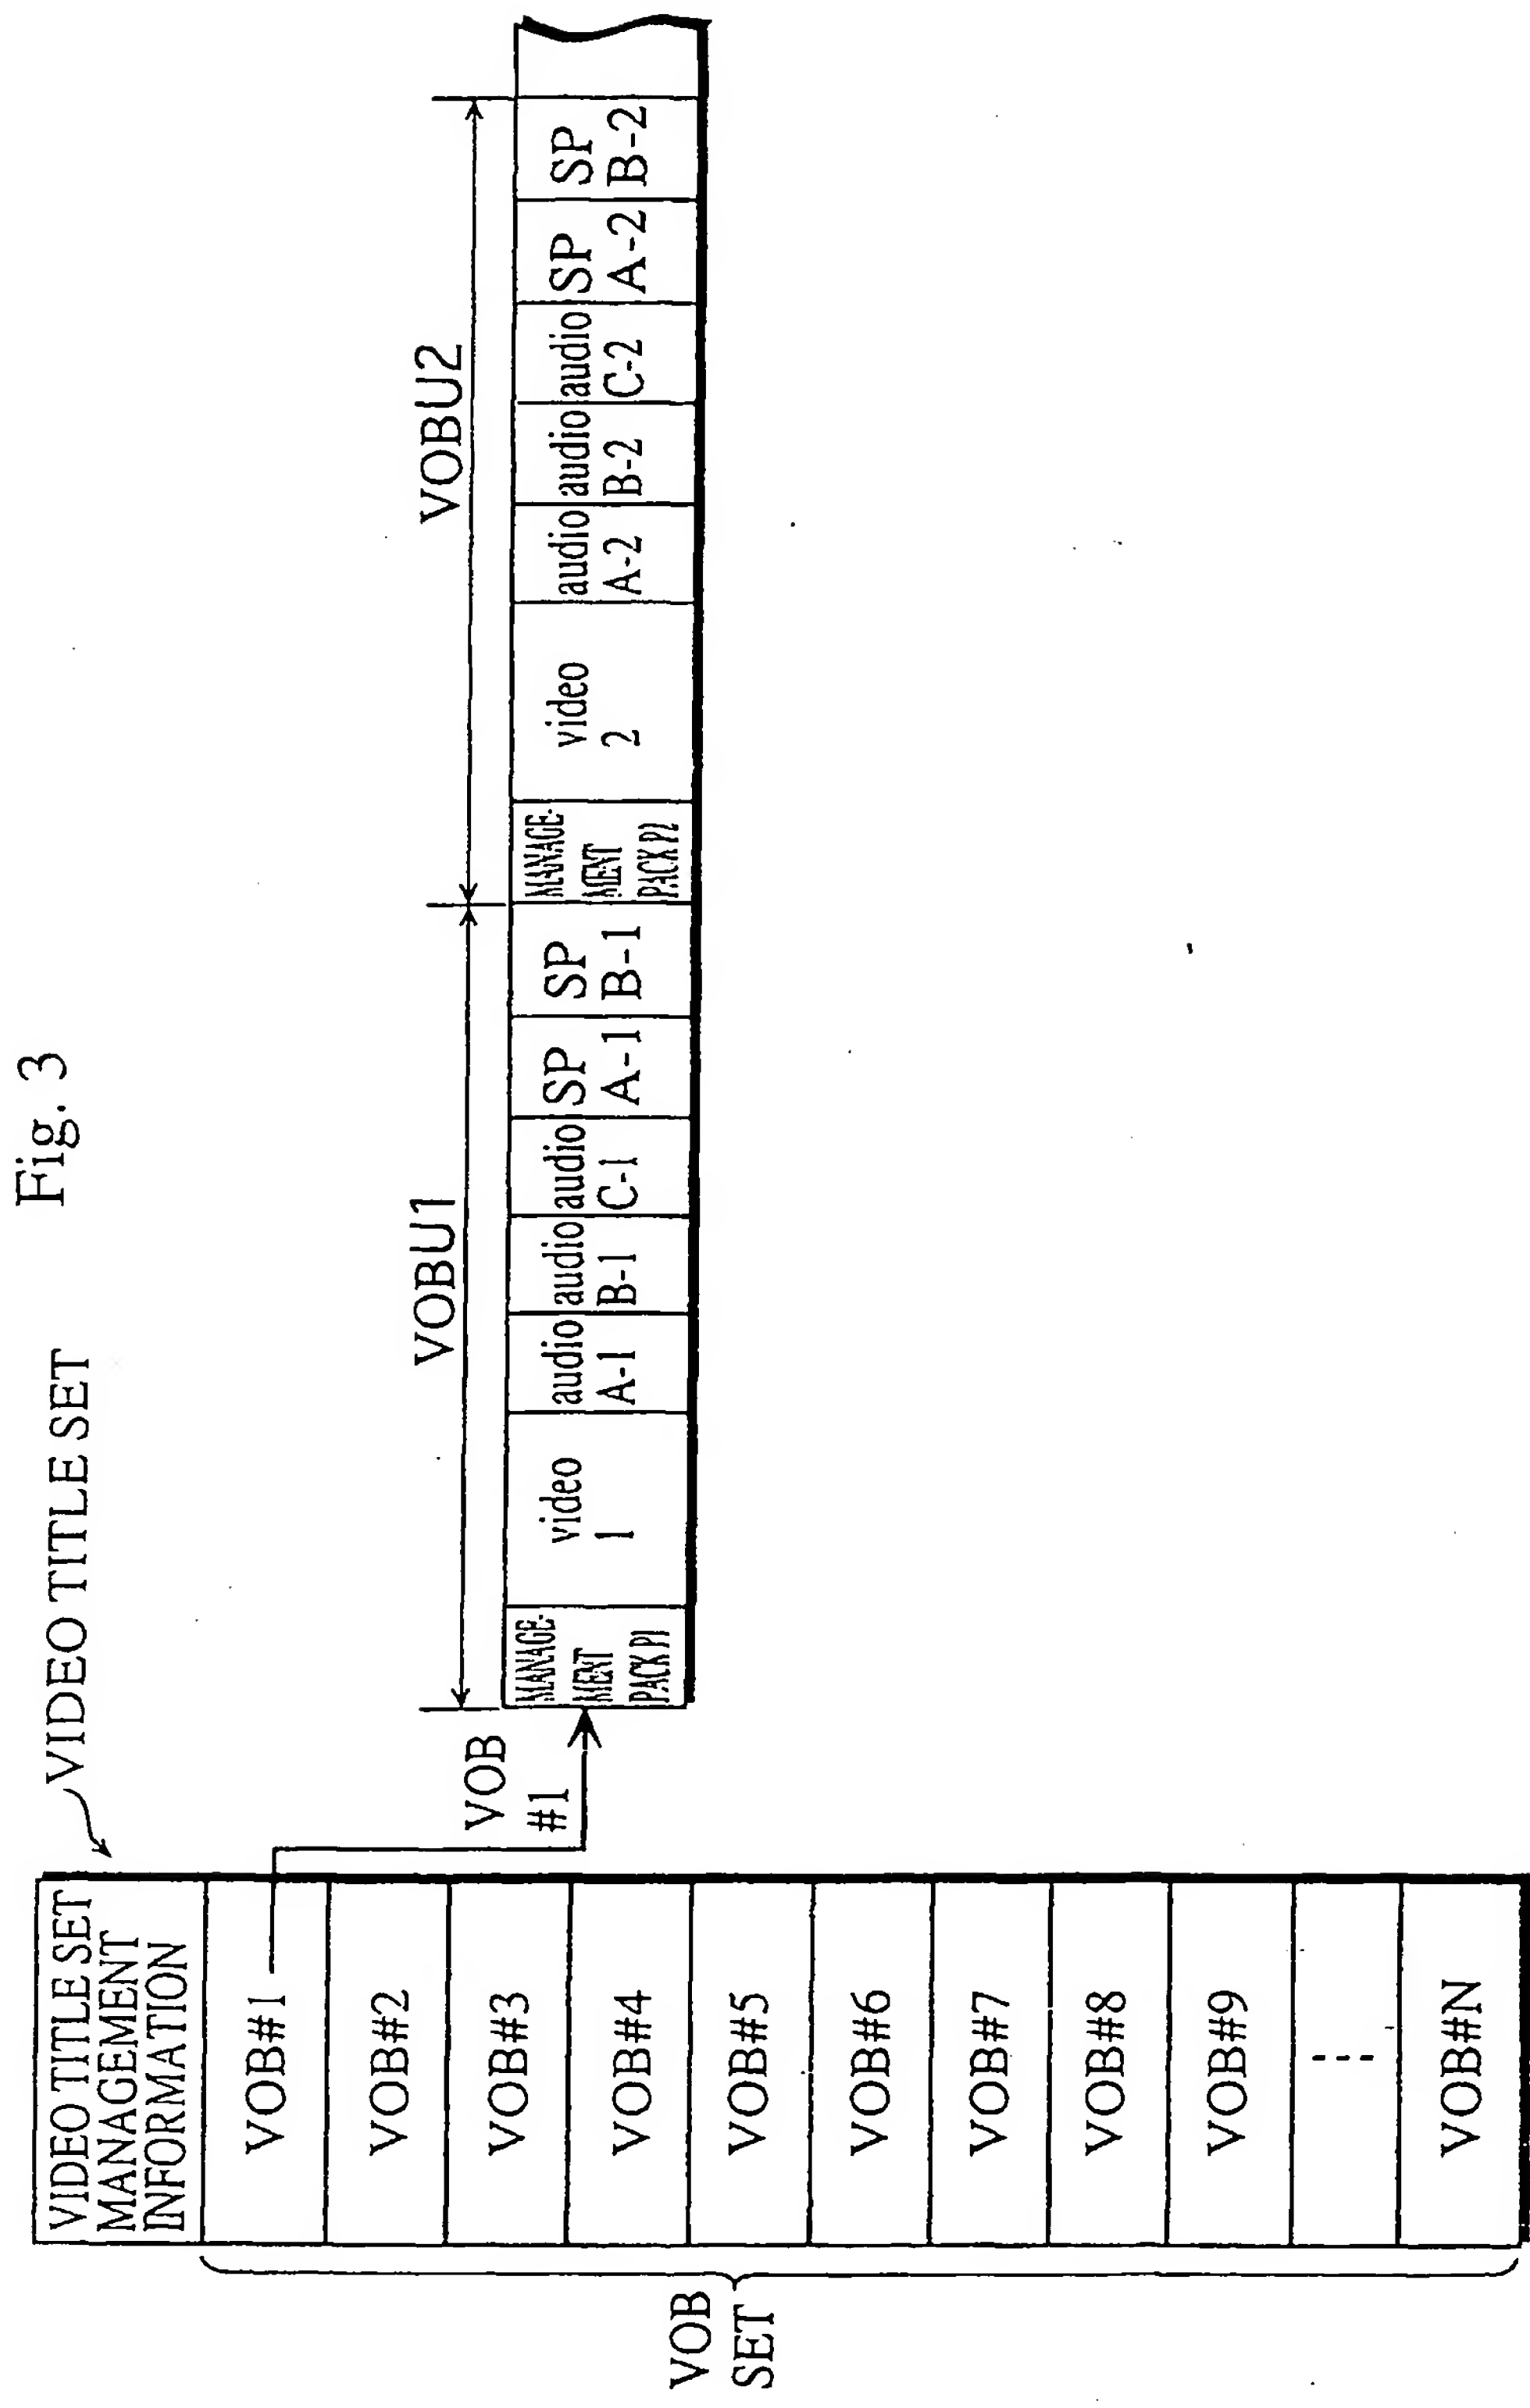 Fig. 3
VIDEO TITLE SET
VIDEO TITLE SET
MANAGEMENT
INFORMATION
VOB#1
VOB#2
VOB#3
VOB#4
VOB#5
VOB#6
VOB#7
VOB#8
VOB#9
VOB#N
VOB
SET
VOB
#1
VOBU1
VOBU2
MANAGE-
MENT
PACK P1
video
1
audio
A-1
audio
B-1
audio
C-1
SP
A-1
SP
B-1
MANAGE-
MENT
PACK P2
video
2
audio
A-2
audio
B-2
audio
C-2
SP
A-2
SP
B-2